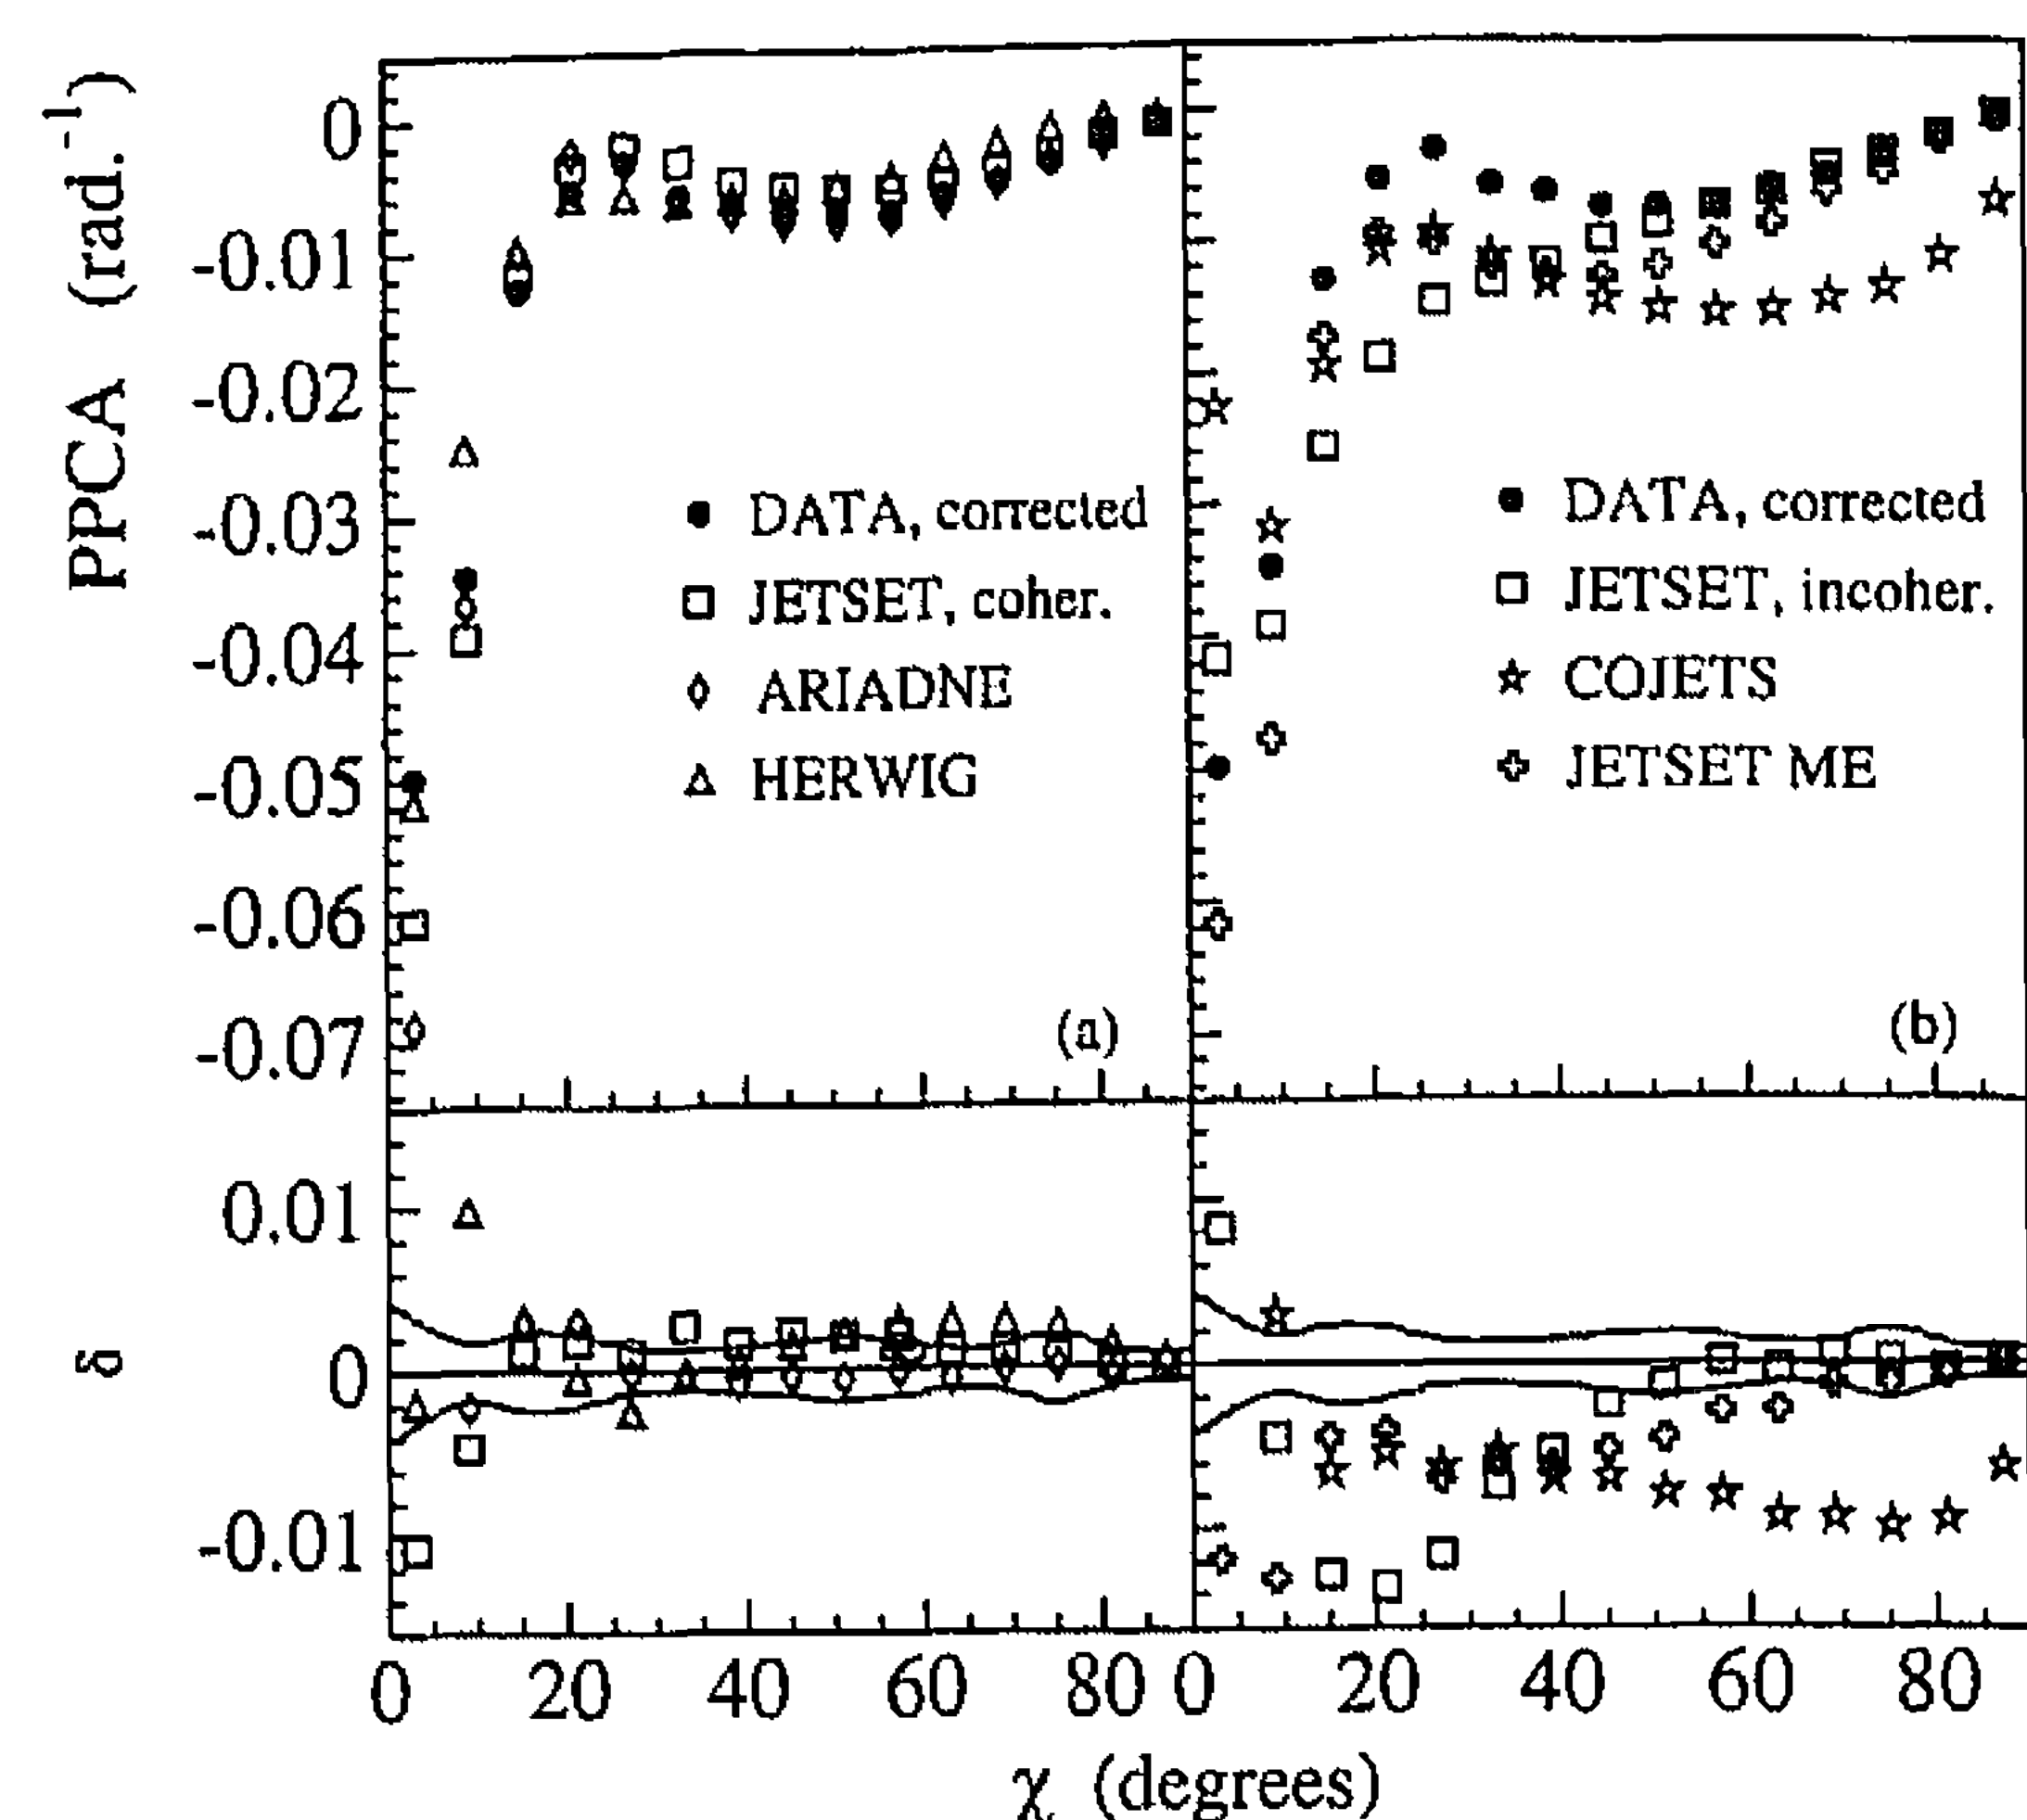 PPCA (rad.⁻¹)
0
-0.01
-0.02
-0.03
-0.04
-0.05
-0.06
-0.07
DATA, corrected
JETSET, coher.
ARIADNE
HERWIG
(a)
DATA, corrected
JETSET, incoher.
COJETS
JETSET ME
(b)
δ
0.01
0
-0.01
0 20 40 60 80 0 20 40 60 80
χ (degrees)